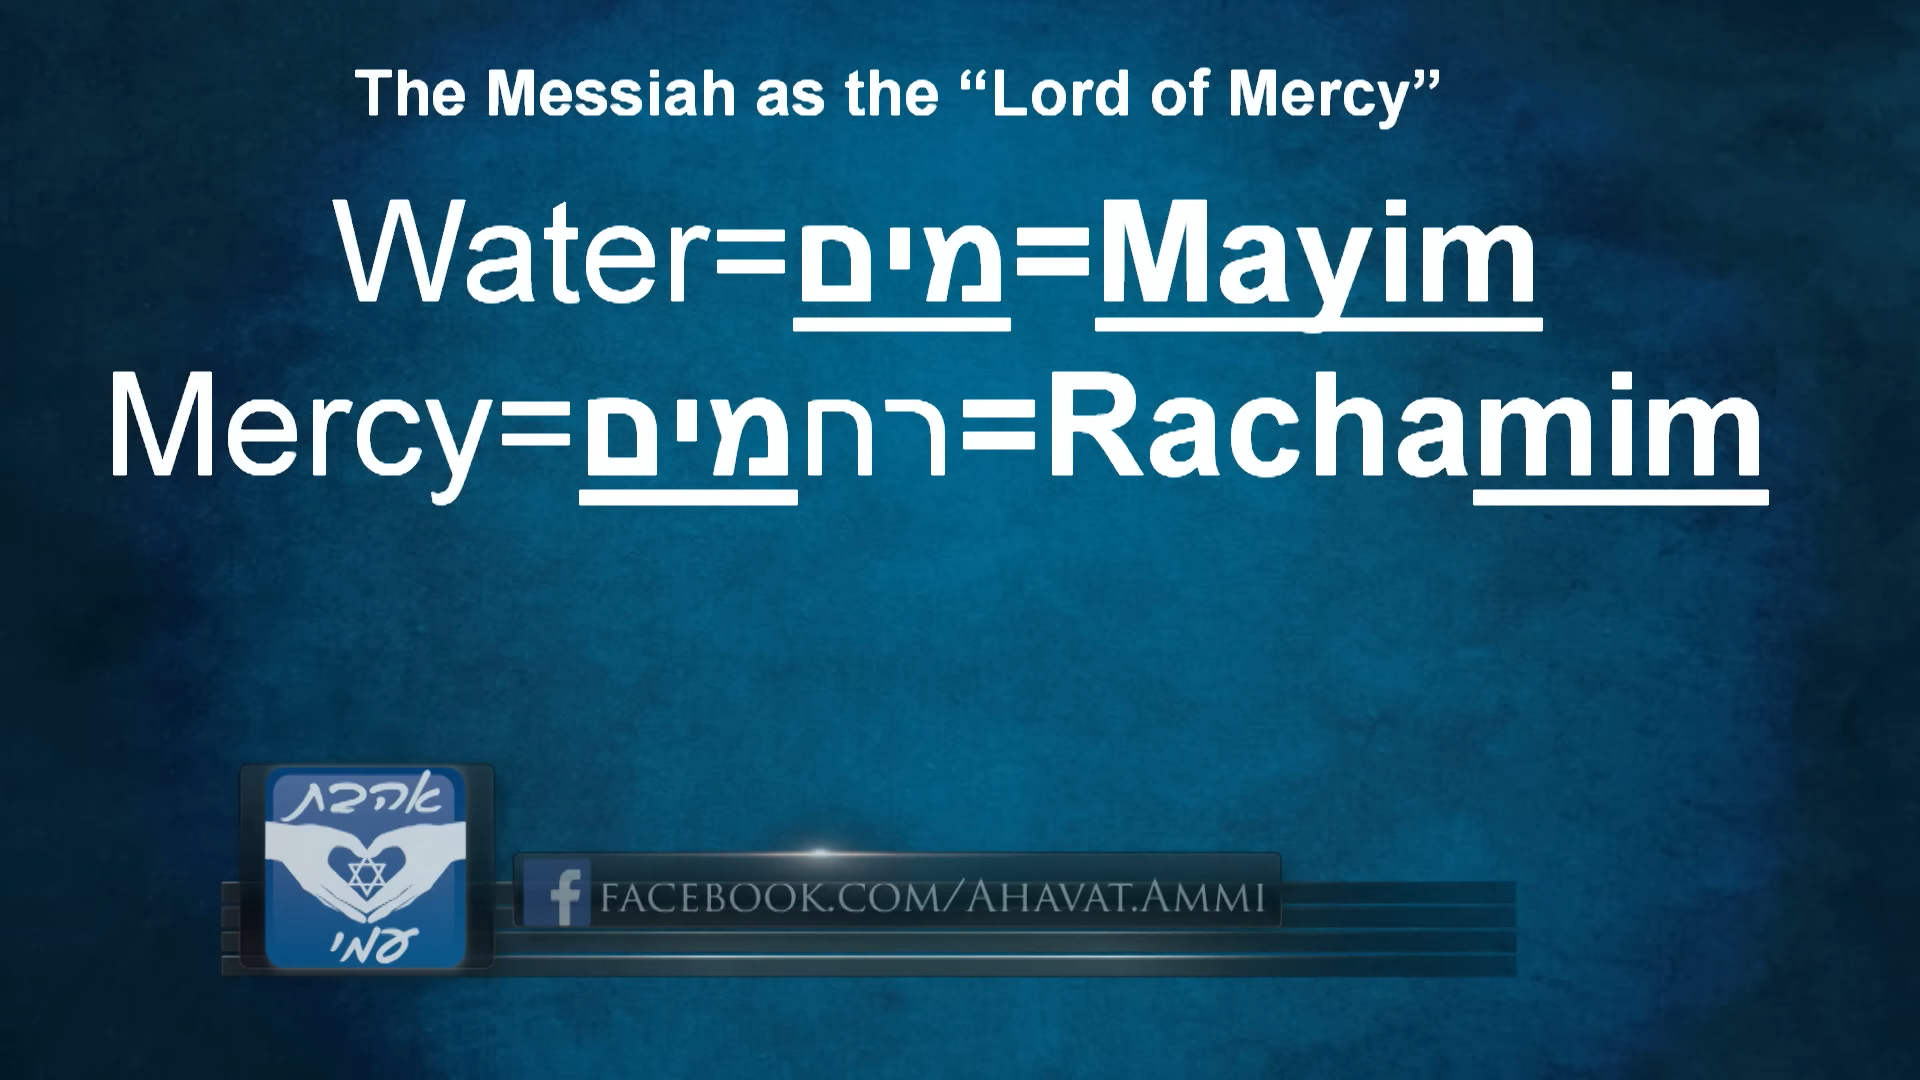 The Messiah as the “Lord of Mercy”
Water=מים=Mayim
Mercy=רחמים=Rachamim
אהבת
עמי
f FACEBOOK.COM/AHAVAT.AMMI